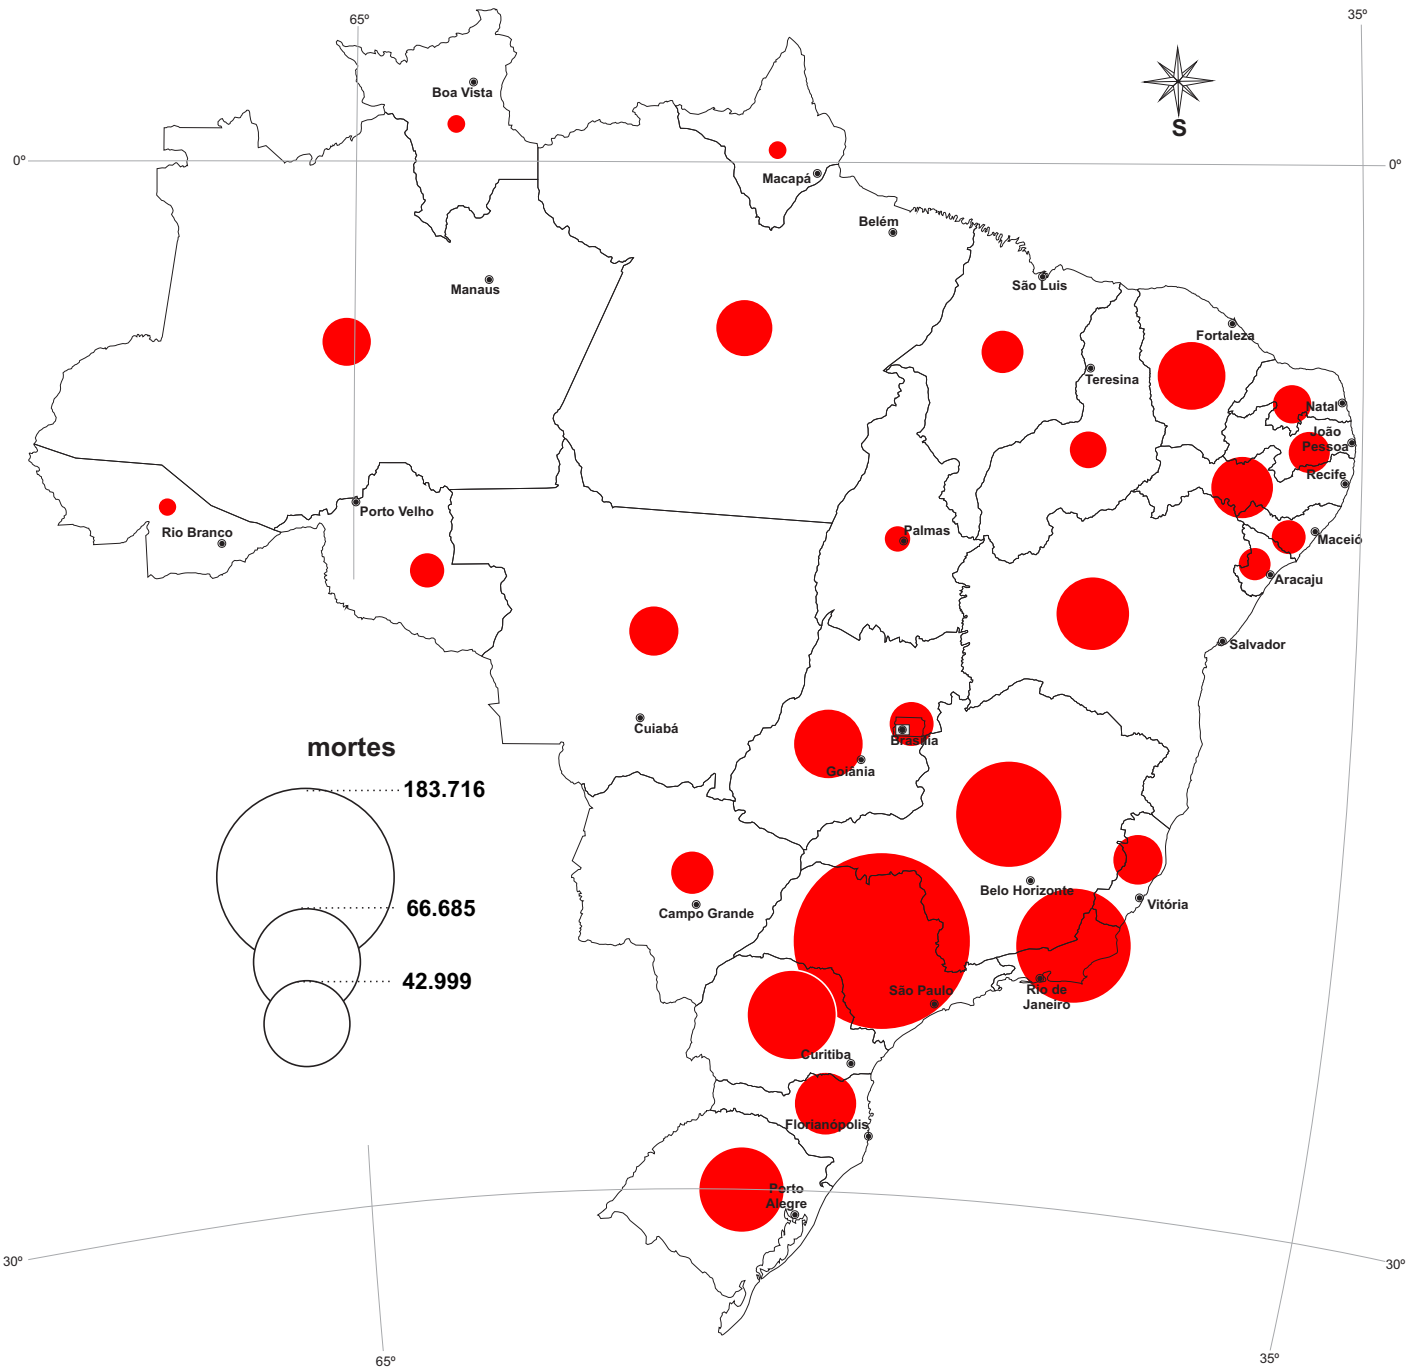 65º
35º
Boa Vista
S
0º
0º
Macapá
Belém
Manaus
São Luis
Fortaleza
Teresina
Natal
João
Pessoa
Recife
Porto Velho
Rio Branco
Palmas
Maceió
Aracaju
Salvador
Cuiabá
Brasília
Goiânia
mortes
183.716
66.685
42.999
Belo Horizonte
Vitória
Campo Grande
São Paulo
Rio de
Janeiro
Curitiba
Florianópolis
Porto
Alegre
30º
30º
65º
35º